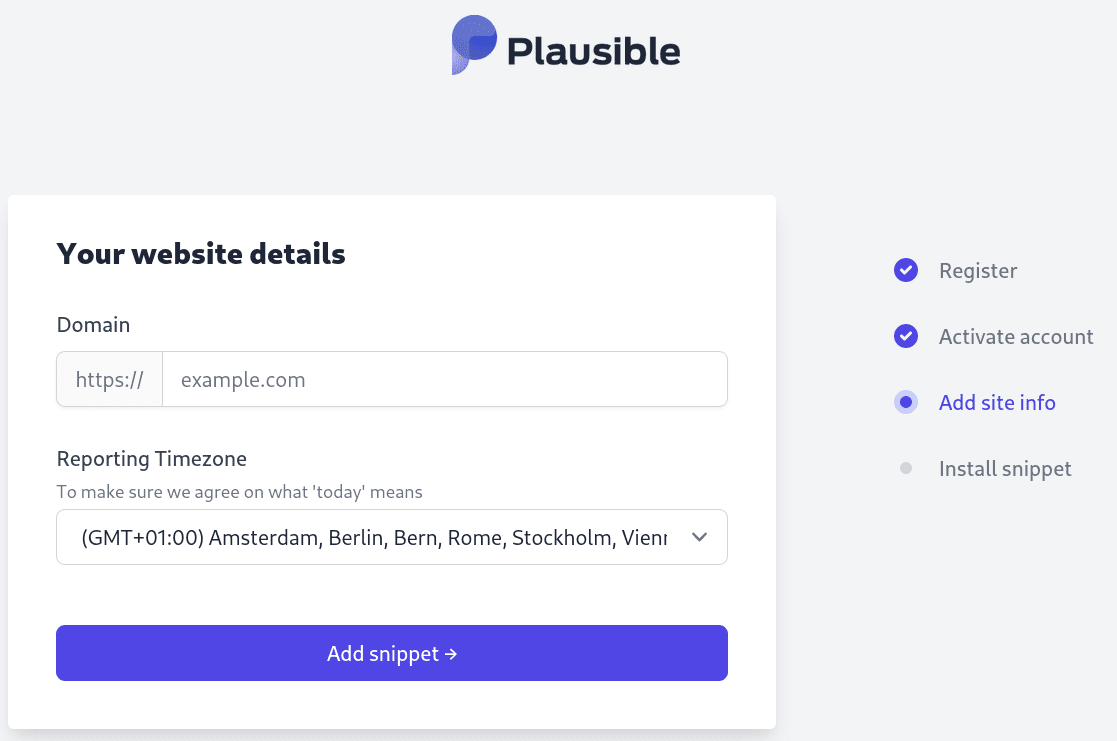 Plausible
Your website details
Domain
https://
example.com
Reporting Timezone
To make sure we agree on what 'today' means
(GMT+01:00) Amsterdam, Berlin, Bern, Rome, Stockholm,
Add snippet →
Register
Activate account
Add site info
Install snippet